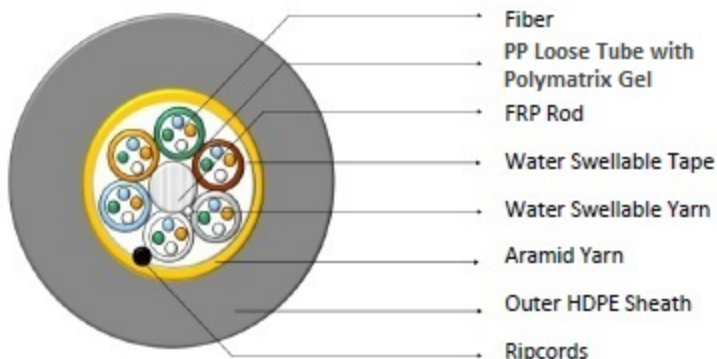 Fiber
PP Loose Tube with
Polymatrix Gel
FRP Rod
Water Swellable Tape
Water Swellable Yarn
Aramid Yarn
Outer HDPE Sheath
Ripcords